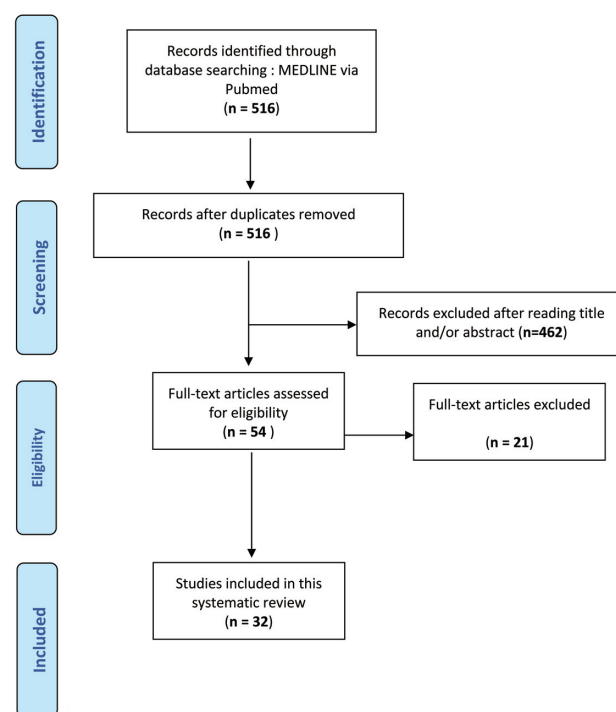 Identification
Records identified through
database searching : MEDLINE via
Pubmed
(n = 516)
Screening
Records after duplicates removed
(n = 516 )
Records excluded after reading title
and/or abstract (n=462)
Eligibility
Full-text articles assessed
for eligibility
(n = 54 )
Full-text articles excluded
(n = 21)
Included
Studies included in this
systematic review
(n = 32)